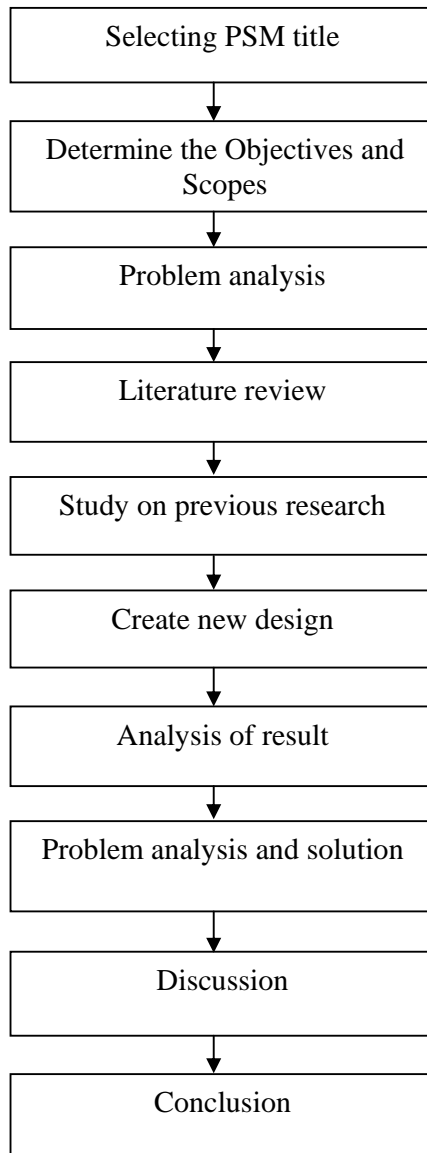 Selecting PSM title
Determine the Objectives and
Scopes
Problem analysis
Literature review
Study on previous research
Create new design
Analysis of result
Problem analysis and solution
Discussion
Conclusion